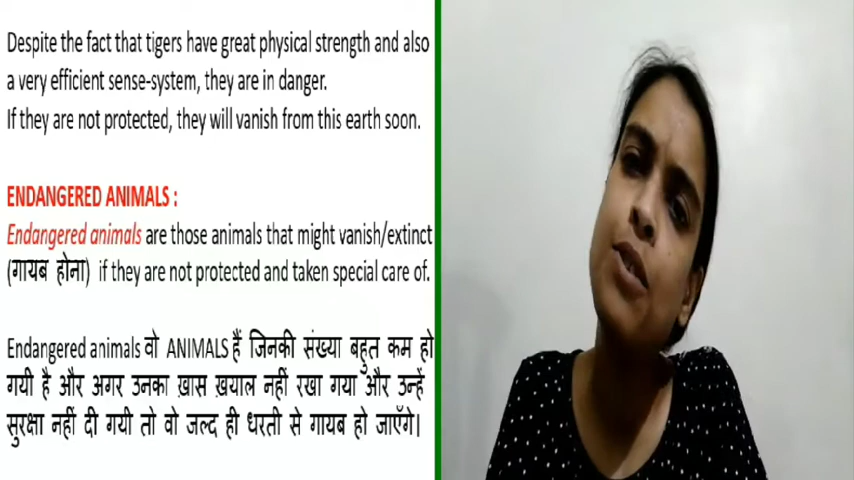 Despite the fact that tigers have great physical strength and also
a very efficient sense-system, they are in danger.
If they are not protected, they will vanish from this earth soon.
ENDANGERED ANIMALS :
Endangered animals are those animals that might vanish/extinct
(गायब होना) if they are not protected and taken special care of.
Endangered animals वो ANIMALS हैं जिनकी संख्या बहुत कम हो
गयी है और अगर उनका ख़ास ख़याल नहीं रखा गया और उन्हें
सुरक्षा नहीं दी गयी तो वो जल्द ही धरती से गायब हो जाएँगे।